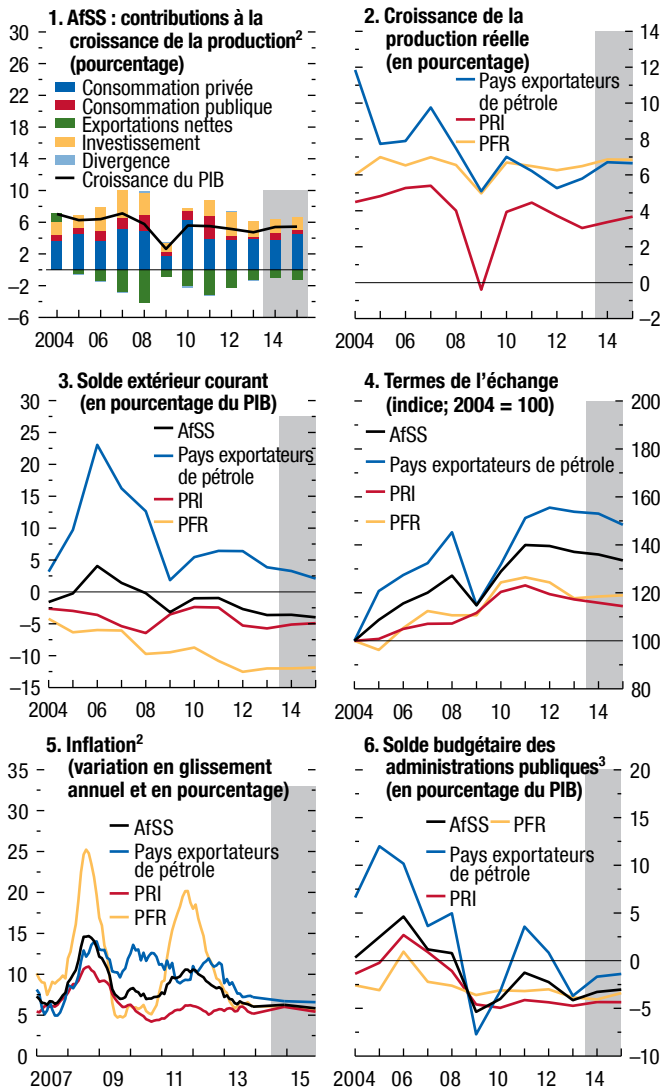 1. AfSS : contributions à la
croissance de la production²
(pourcentage)
Consommation privée
Consommation publique
Exportations nettes
Investissement
Divergence
Croissance du PIB
30
26
22
18
14
10
6
2
–2
–6
2004 06 08 10 12 14
2. Croissance de la
production réelle
(en pourcentage)
Pays exportateurs
de pétrole
PRI
PFR
14
12
10
8
6
4
2
0
–2
2004 06 08 10 12 14
3. Solde extérieur courant
(en pourcentage du PIB)
AfSS
Pays exportateurs
de pétrole
PRI
PFR
30
25
20
15
10
5
0
–5
–10
–15
2004 06 08 10 12 14
4. Termes de l’échange
(indice; 2004 = 100)
AfSS
Pays exportateurs de pétrole
PRI
PFR
200
180
160
140
120
100
80
2004 06 08 10 12 14
5. Inflation²
(variation en glissement
annuel et en pourcentage)
AfSS
Pays exportateurs
de pétrole
PRI
PFR
35
30
25
20
15
10
5
0
2007 09 11 13 15
6. Solde budgétaire des
administrations publiques³
(en pourcentage du PIB)
AfSS PFR
Pays exportateurs
de pétrole
PRI
20
15
10
5
0
–5
–10
2004 06 08 10 12 14